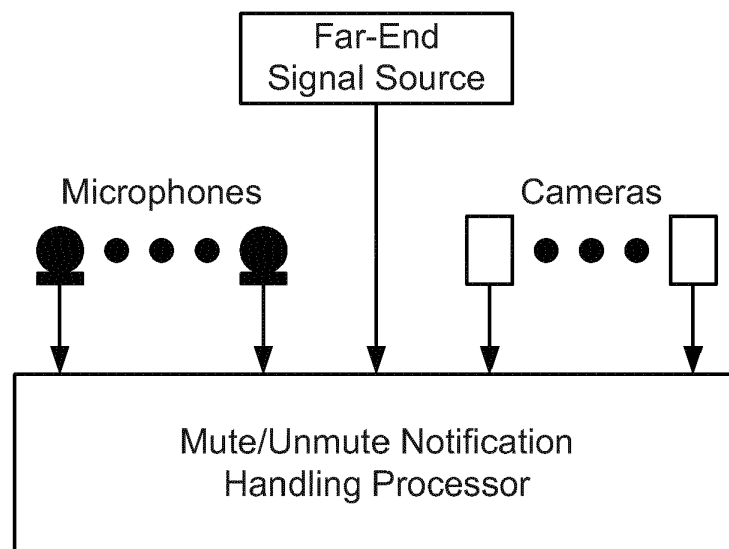 Far-End
Signal Source
Microphones
Cameras
Mute/Unmute Notification
Handling Processor